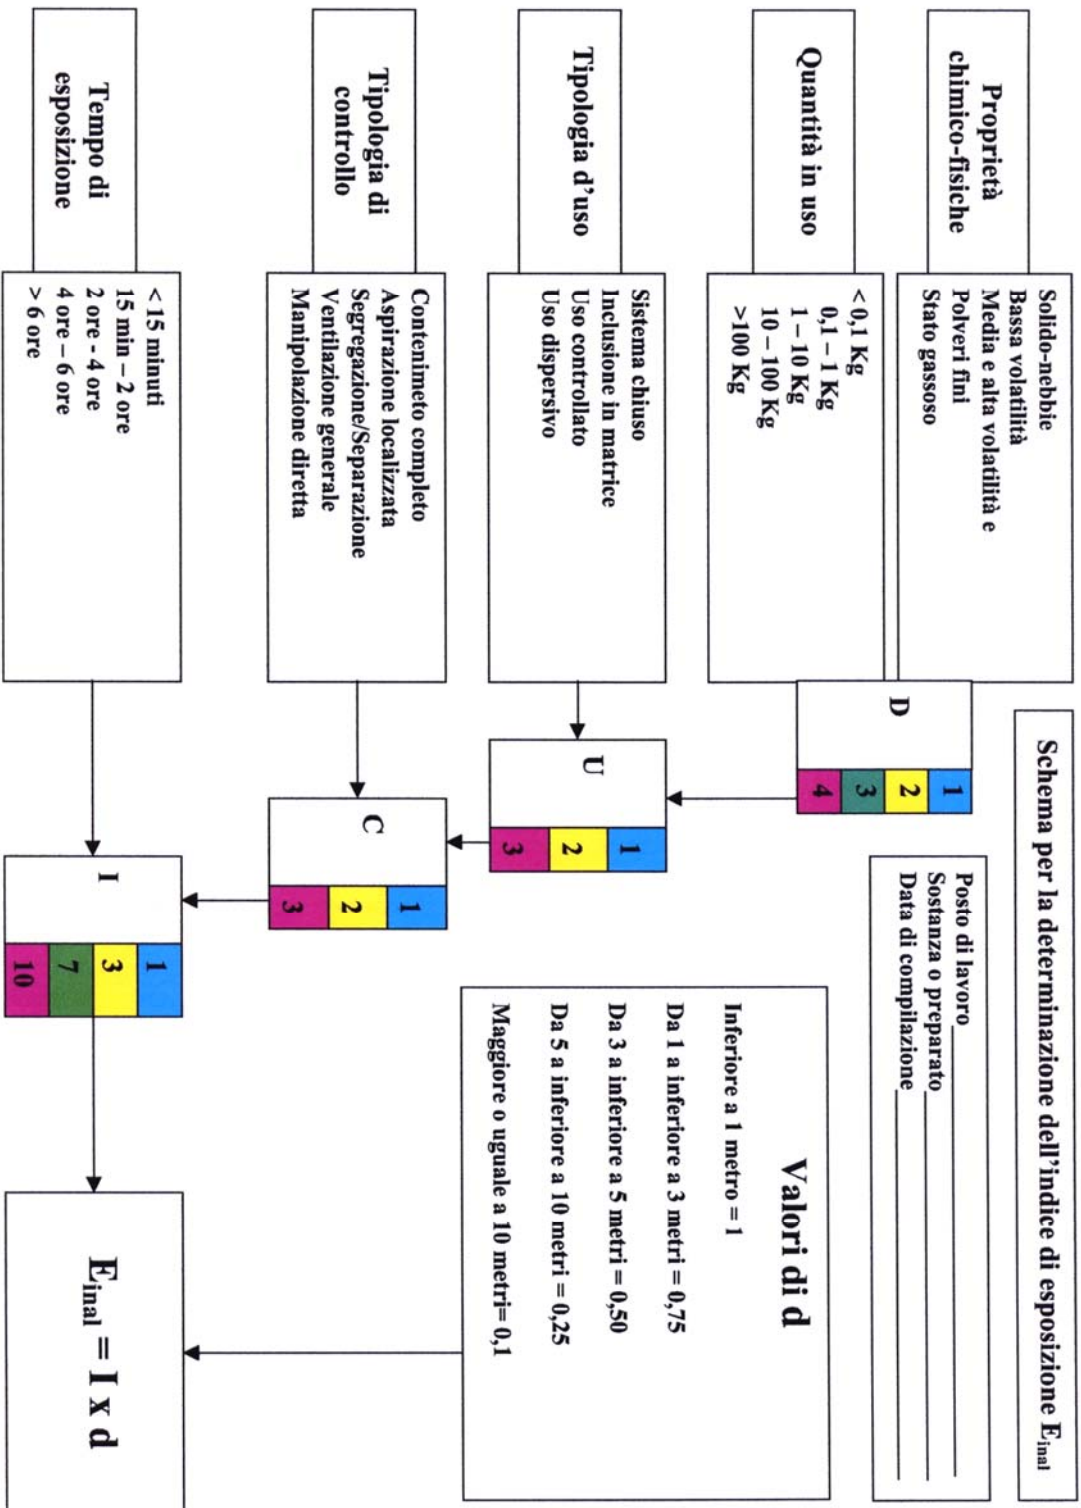 Schema per la determinazione dell'indice di esposizione E_inal
Posto di lavoro
Sostanza o preparato
Data di compilazione
Proprietà
chimico-fisiche
Solido-nebbie
Bassa volatilità
Media e alta volatilità e
Polveri fini
Stato gassoso
Quantità in uso
< 0,1 Kg
0,1 – 1 Kg
1 – 10 Kg
10 – 100 Kg
>100 Kg
D
1
2
3
4
Tipologia d'uso
Sistema chiuso
Inclusione in matrice
Uso controllato
Uso dispersivo
U
1
2
3
Tipologia di
controllo
Contenimeto completo
Aspirazione localizzata
Segregazione/Separazione
Ventilazione generale
Manipolazione diretta
C
1
2
3
Tempo di
esposizione
< 15 minuti
15 min – 2 ore
2 ore - 4 ore
4 ore – 6 ore
> 6 ore
I
1
3
7
10
Valori di d
Inferiore a 1 metro = 1
Da 1 a inferiore a 3 metri = 0,75
Da 3 a inferiore a 5 metri = 0,50
Da 5 a inferiore a 10 metri = 0,25
Maggiore o uguale a 10 metri= 0,1
E_inal = I x d